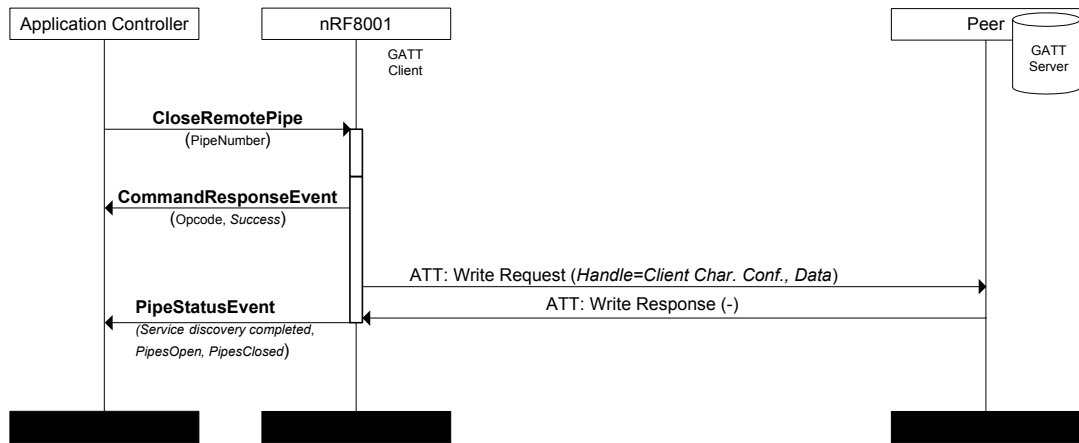 Application Controller
nRF8001
Peer
GATT
Client
GATT
Server
CloseRemotePipe
(PipeNumber)
CommandResponseEvent
(Opcode, Success)
ATT: Write Request (Handle=Client Char. Conf., Data)
ATT: Write Response (-)
PipeStatusEvent
(Service discovery completed,
PipesOpen, PipesClosed)